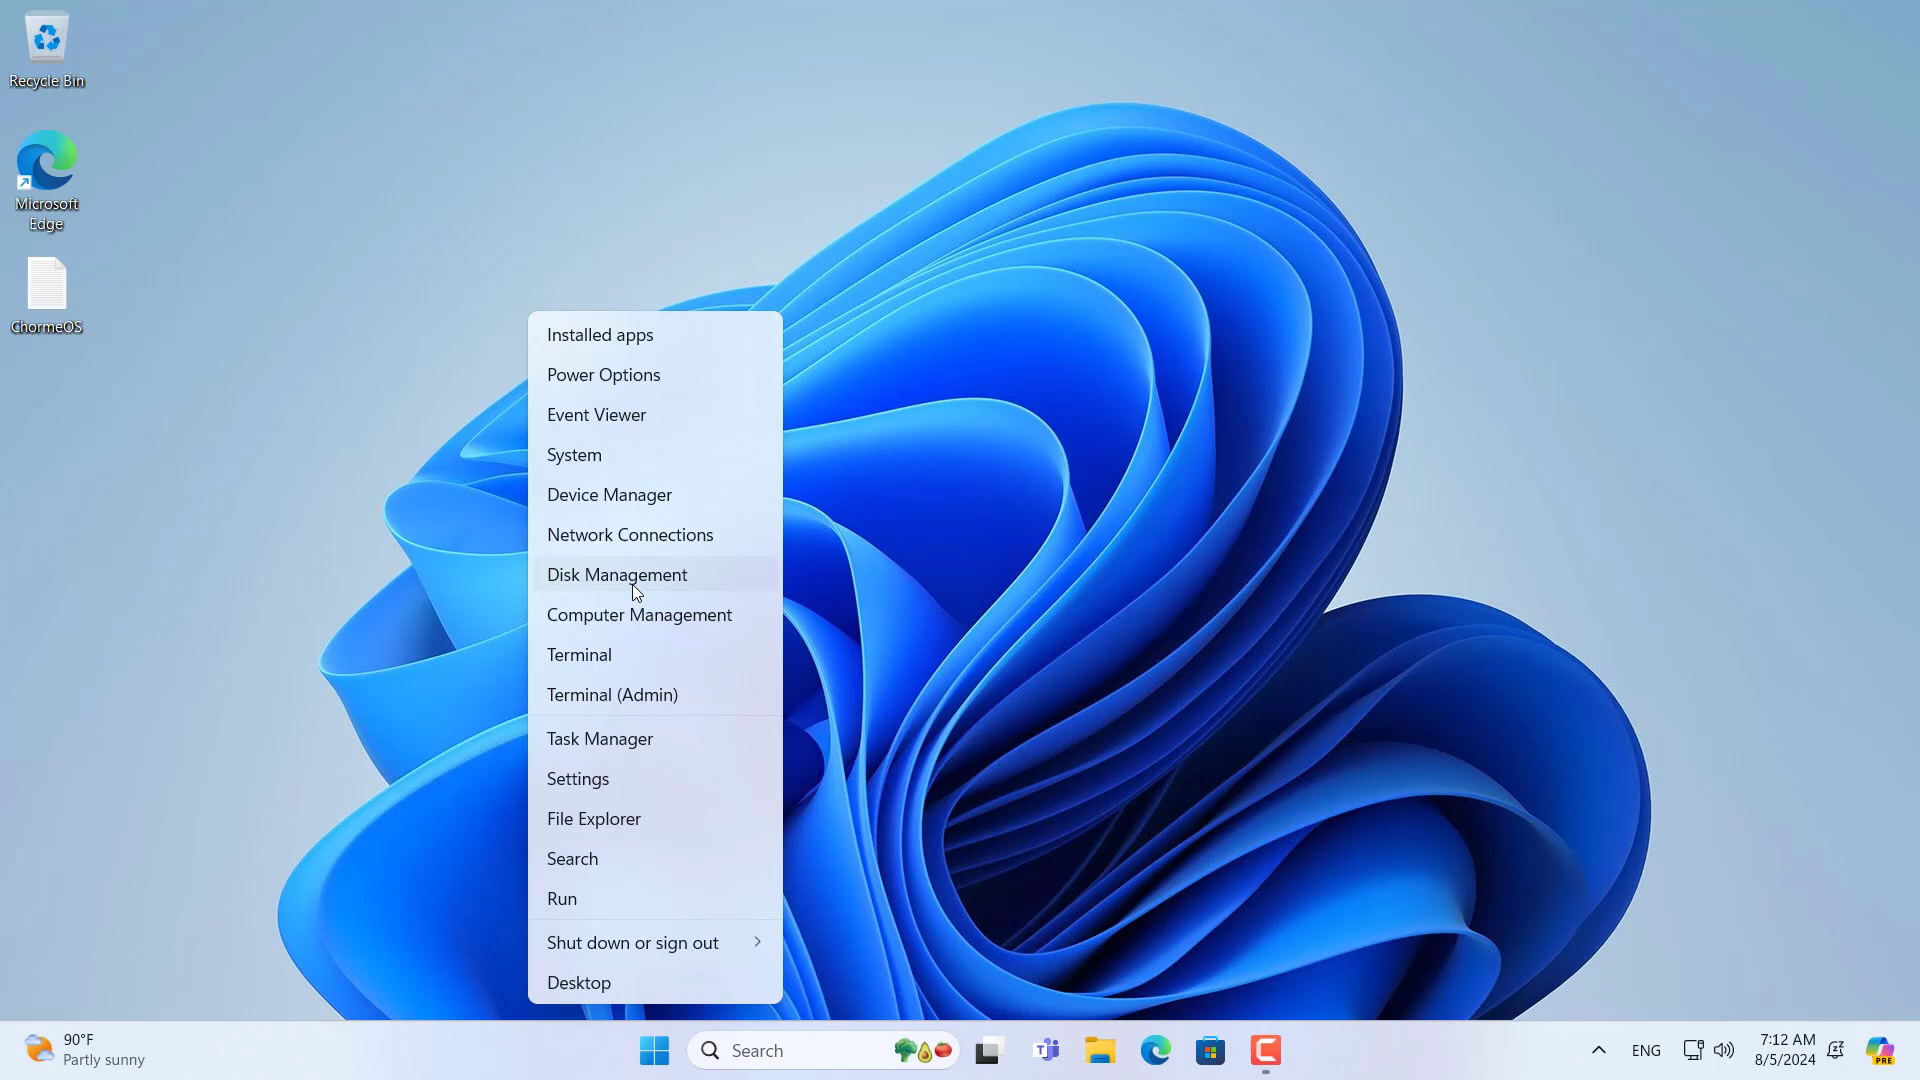 Recycle Bin
Microsoft
Edge
ChormeOS
Installed apps
Power Options
Event Viewer
System
Device Manager
Network Connections
Disk Management
Computer Management
Terminal
Terminal (Admin)
Task Manager
Settings
File Explorer
Search
Run
Shut down or sign out
Desktop
90°F
Partly sunny
Search
ENG
7:12 AM
8/5/2024
PRE